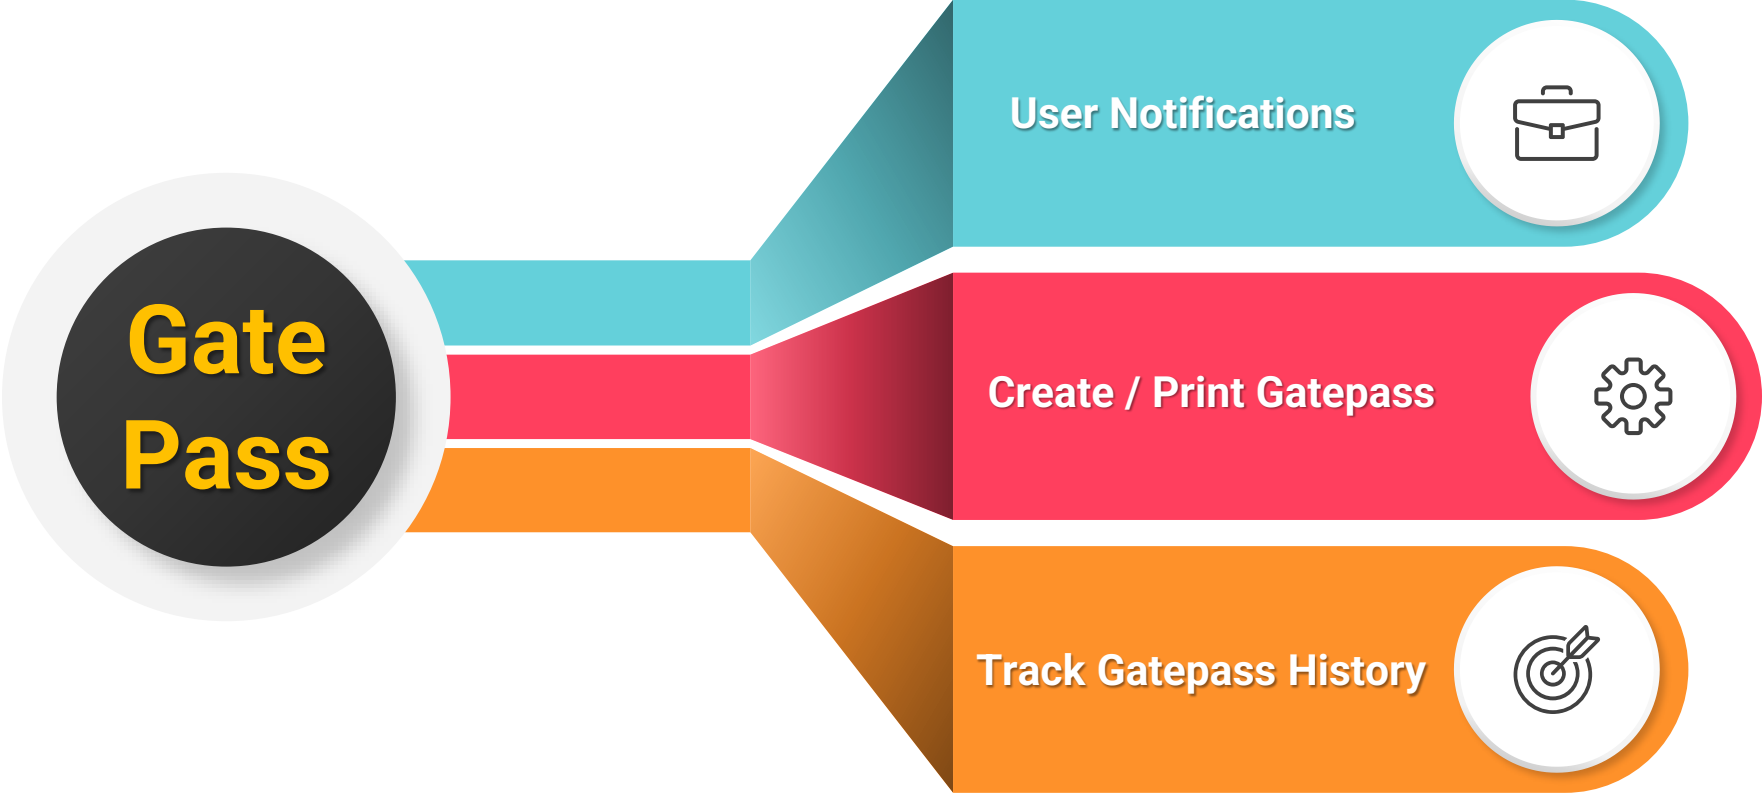 Gate
Pass
User Notifications
Create / Print Gatepass
Track Gatepass History